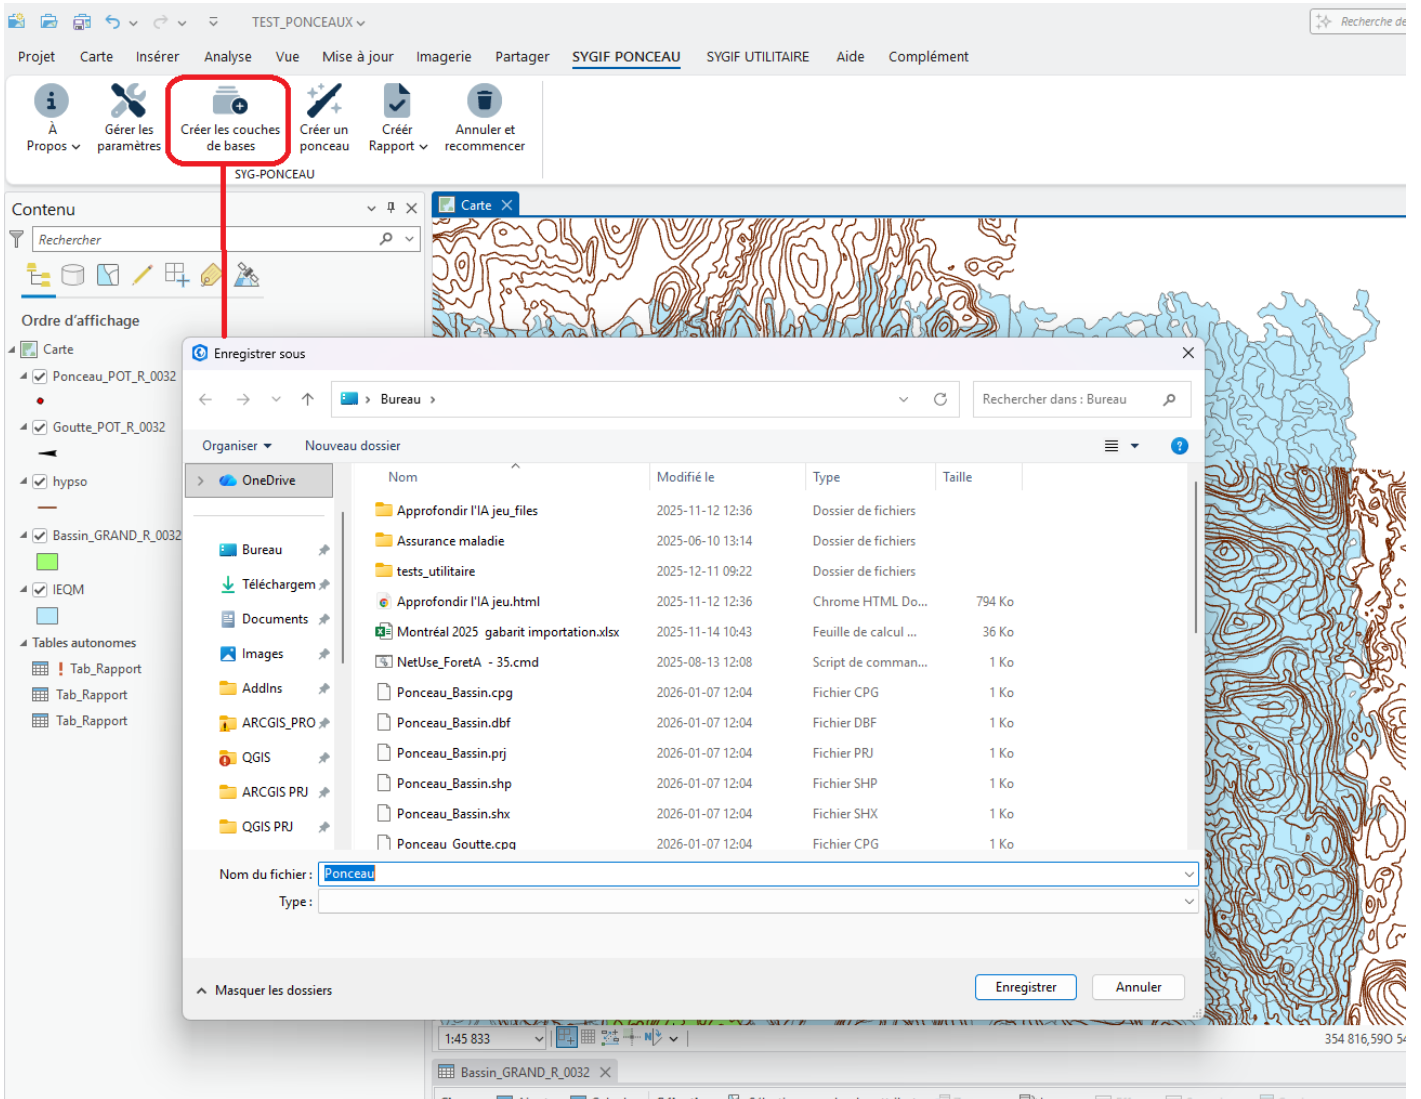 TEST_PONCEAUX
Recherche de
Projet Carte Insérer Analyse Vue Mise à jour Imagerie Partager SYGIF PONCEAU SYGIF UTILITAIRE Aide Complément
À Propos
Gérer les paramètres
Créer les couches de bases
Créer un ponceau
Créér Rapport
Annuler et recommencer
SYG-PONCEAU
Contenu
Carte
Rechercher
Ordre d'affichage
Carte
Ponceau_POT_R_0032
Goutte_POT_R_0032
hypso
Bassin_GRAND_R_0032
IEQM
Tables autonomes
Tab_Rapport
Tab_Rapport
Tab_Rapport
Enregistrer sous
Bureau
Rechercher dans : Bureau
Organiser Nouveau dossier
OneDrive
Bureau
Téléchargem
Documents
Images
AddIns
ARCGIS_PRO
QGIS
ARCGIS PRJ
QGIS PRJ
Nom Modifié le Type Taille
Approfondir l'IA jeu_files 2025-11-12 12:36 Dossier de fichiers
Assurance maladie 2025-06-10 13:14 Dossier de fichiers
tests_utilitaire 2025-12-11 09:22 Dossier de fichiers
Approfondir l'IA jeu.html 2025-11-12 12:36 Chrome HTML Do... 794 Ko
Montréal 2025 gabarit importation.xlsx 2025-11-14 10:43 Feuille de calcul ... 36 Ko
NetUse_ForetA - 35.cmd 2025-08-13 12:08 Script de comman... 1 Ko
Ponceau_Bassin.cpg 2026-01-07 12:04 Fichier CPG 1 Ko
Ponceau_Bassin.dbf 2026-01-07 12:04 Fichier DBF 1 Ko
Ponceau_Bassin.prj 2026-01-07 12:04 Fichier PRJ 1 Ko
Ponceau_Bassin.shp 2026-01-07 12:04 Fichier SHP 1 Ko
Ponceau_Bassin.shx 2026-01-07 12:04 Fichier SHX 1 Ko
Ponceau_Goutte.cpg 2026-01-07 12:04 Fichier CPG 1 Ko
Nom du fichier : Ponceau
Type :
Masquer les dossiers
Enregistrer Annuler
1:45 833
354 816,59O 54
Bassin_GRAND_R_0032